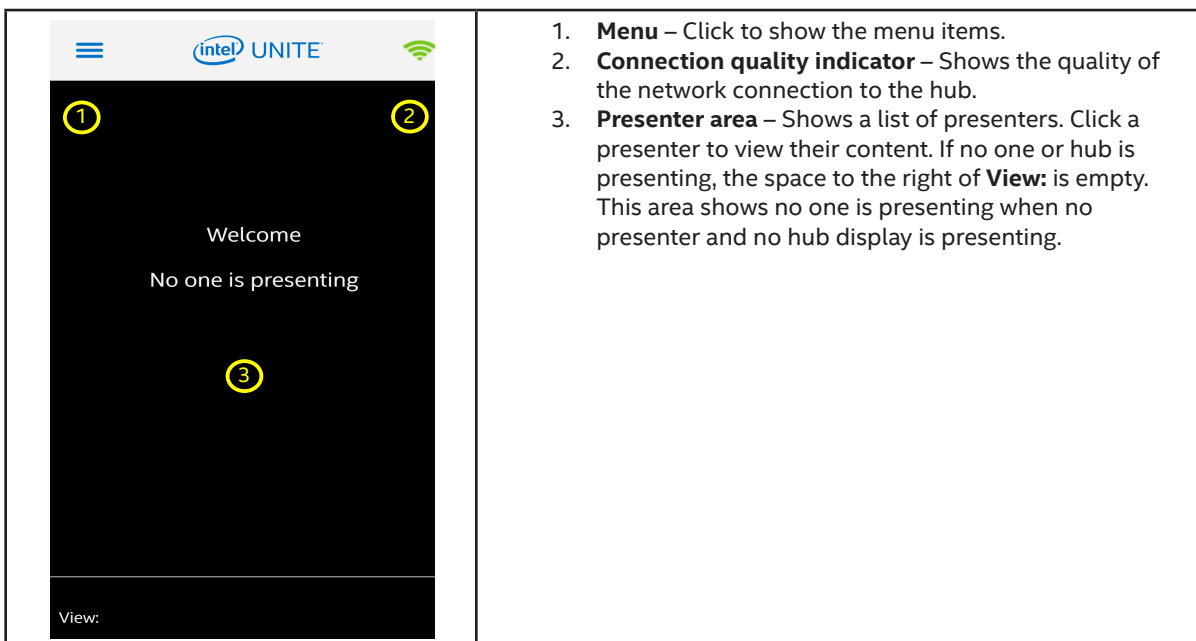 intel UNITE
1
2
Welcome
No one is presenting
3
View:
1. Menu – Click to show the menu items.
2. Connection quality indicator – Shows the quality of
the network connection to the hub.
3. Presenter area – Shows a list of presenters. Click a
presenter to view their content. If no one or hub is
presenting, the space to the right of View: is empty.
This area shows no one is presenting when no
presenter and no hub display is presenting.